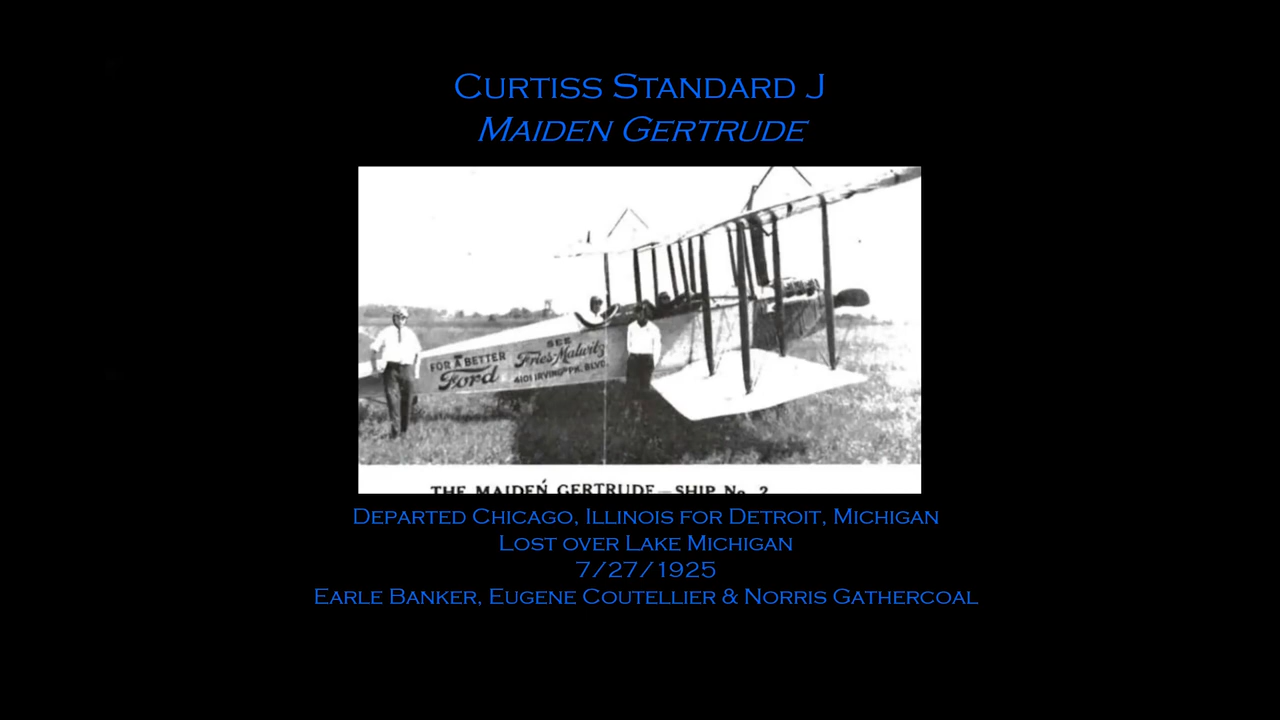 Curtiss Standard J
Maiden Gertrude
FOR A BETTER
Ford
SEE
Fries-Malwitz
4101 IRVING PK. BLVD.
THE MAIDEN GERTRUDE—SHIP No. 2
Departed Chicago, Illinois for Detroit, Michigan
Lost over Lake Michigan
7/27/1925
Earle Banker, Eugene Coutellier & Norris Gathercoal